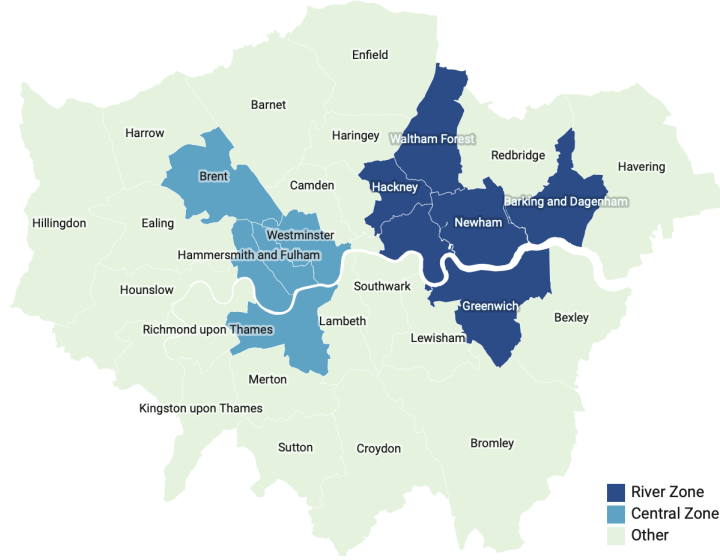 Enfield
Barnet
Harrow
Haringey
Waltham Forest
Redbridge
Havering
Brent
Camden
Hackney
Barking and Dagenham
Hillingdon
Ealing
Westminster
Newham
Hammersmith and Fulham
Hounslow
Southwark
Greenwich
Richmond upon Thames
Lambeth
Bexley
Lewisham
Merton
Kingston upon Thames
Sutton
Croydon
Bromley
River Zone
Central Zone
Other